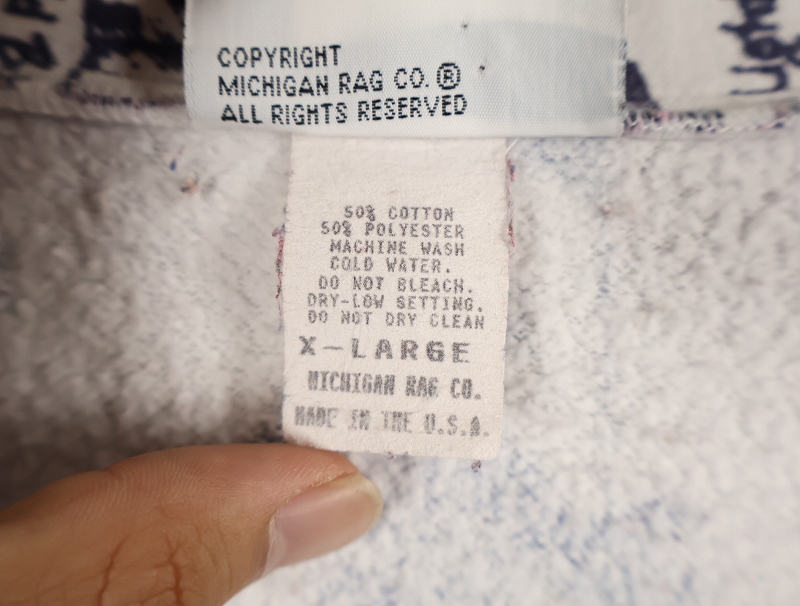 COPYRIGHT
MICHIGAN RAG CO.®
ALL RIGHTS RESERVED
50% COTTON
50% POLYESTER
MACHINE WASH
COLD WATER.
DO NOT BLEACH.
DRY-LOW SETTING.
DO NOT DRY CLEAN
X-LARGE
MICHIGAN RAG CO.
MADE IN THE U.S.A.